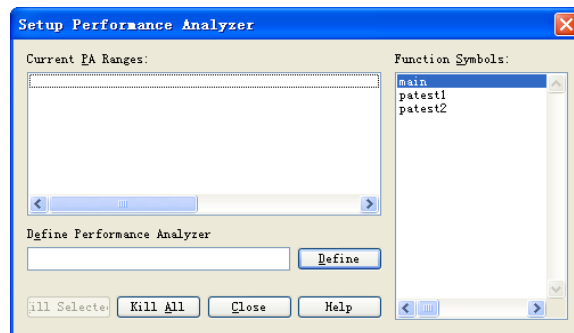 Setup Performance Analyzer
Current PA Ranges:
Function Symbols:
main
patest1
patest2
Define Performance Analyzer
Define
ill Selecte
Kill All
Close
Help